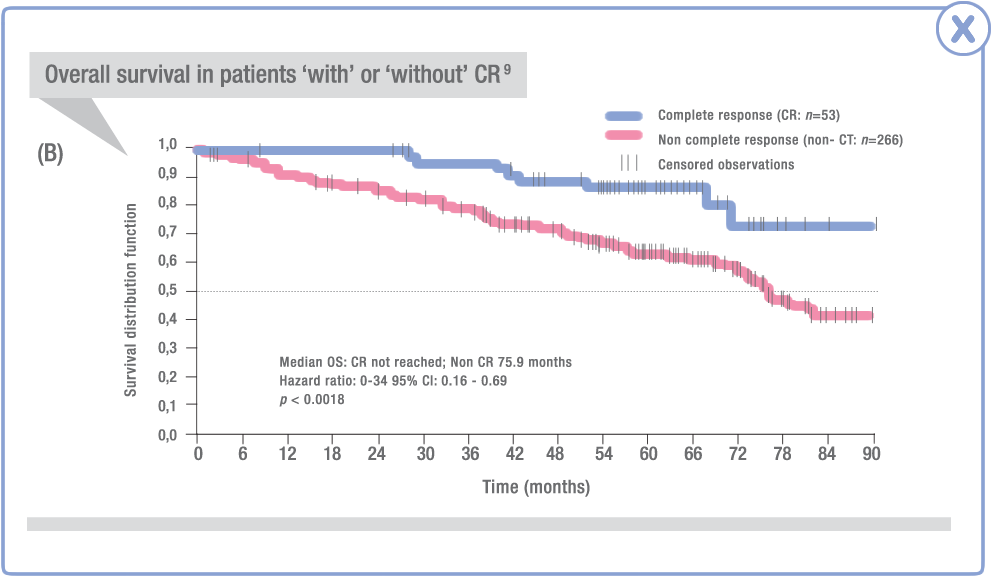 X
Overall survival in patients ‘with’ or ‘without’ CR 9
Complete response (CR: n=53)
Non complete response (non- CT: n=266)
Censored observations
(B)
Survival distribution function
1,0
0,9
0,8
0,7
0,6
0,5
0,4
0,3
0,2
0,1
0,0
Median OS: CR not reached; Non CR 75.9 months
Hazard ratio: 0-34 95% CI: 0.16 - 0.69
p < 0.0018
0 6 12 18 24 30 36 42 48 54 60 66 72 78 84 90
Time (months)